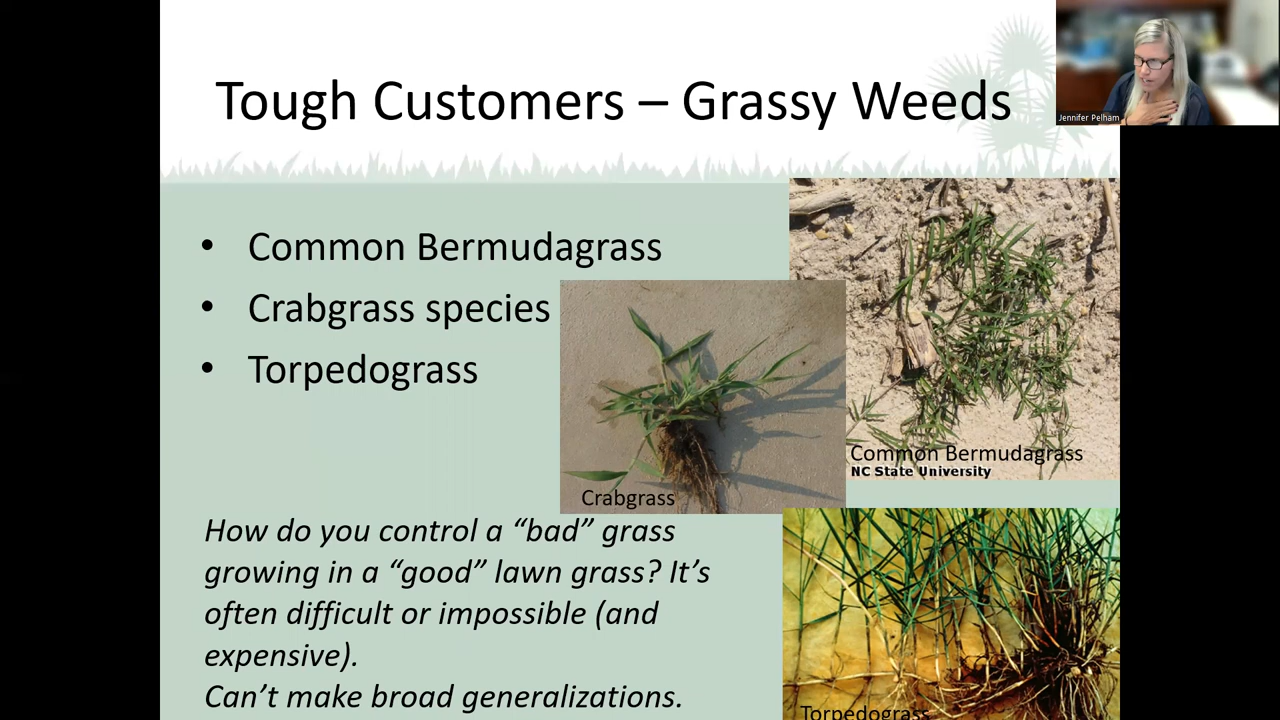 Tough Customers – Grassy Weeds
Jennifer Pelham
• Common Bermudagrass
• Crabgrass species
• Torpedograss
Common Bermudagrass
NC State University
Crabgrass
How do you control a “bad” grass
growing in a “good” lawn grass? It’s
often difficult or impossible (and
expensive).
Can’t make broad generalizations.
Torpedograss